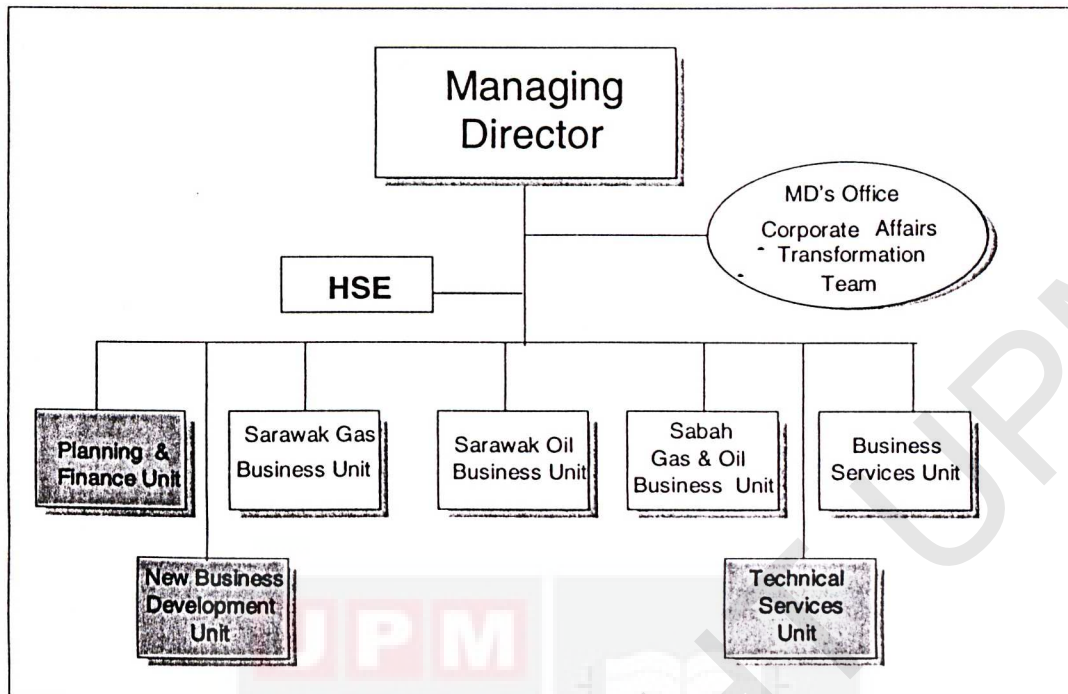 Managing
Director
MD's Office
Corporate Affairs
Transformation
Team
HSE
Planning &
Finance Unit
Sarawak Gas
Business Unit
Sarawak Oil
Business Unit
Sabah
Gas & Oil
Business Unit
Business
Services Unit
New Business
Development
Unit
Technical
Services
Unit
UPM
UPM